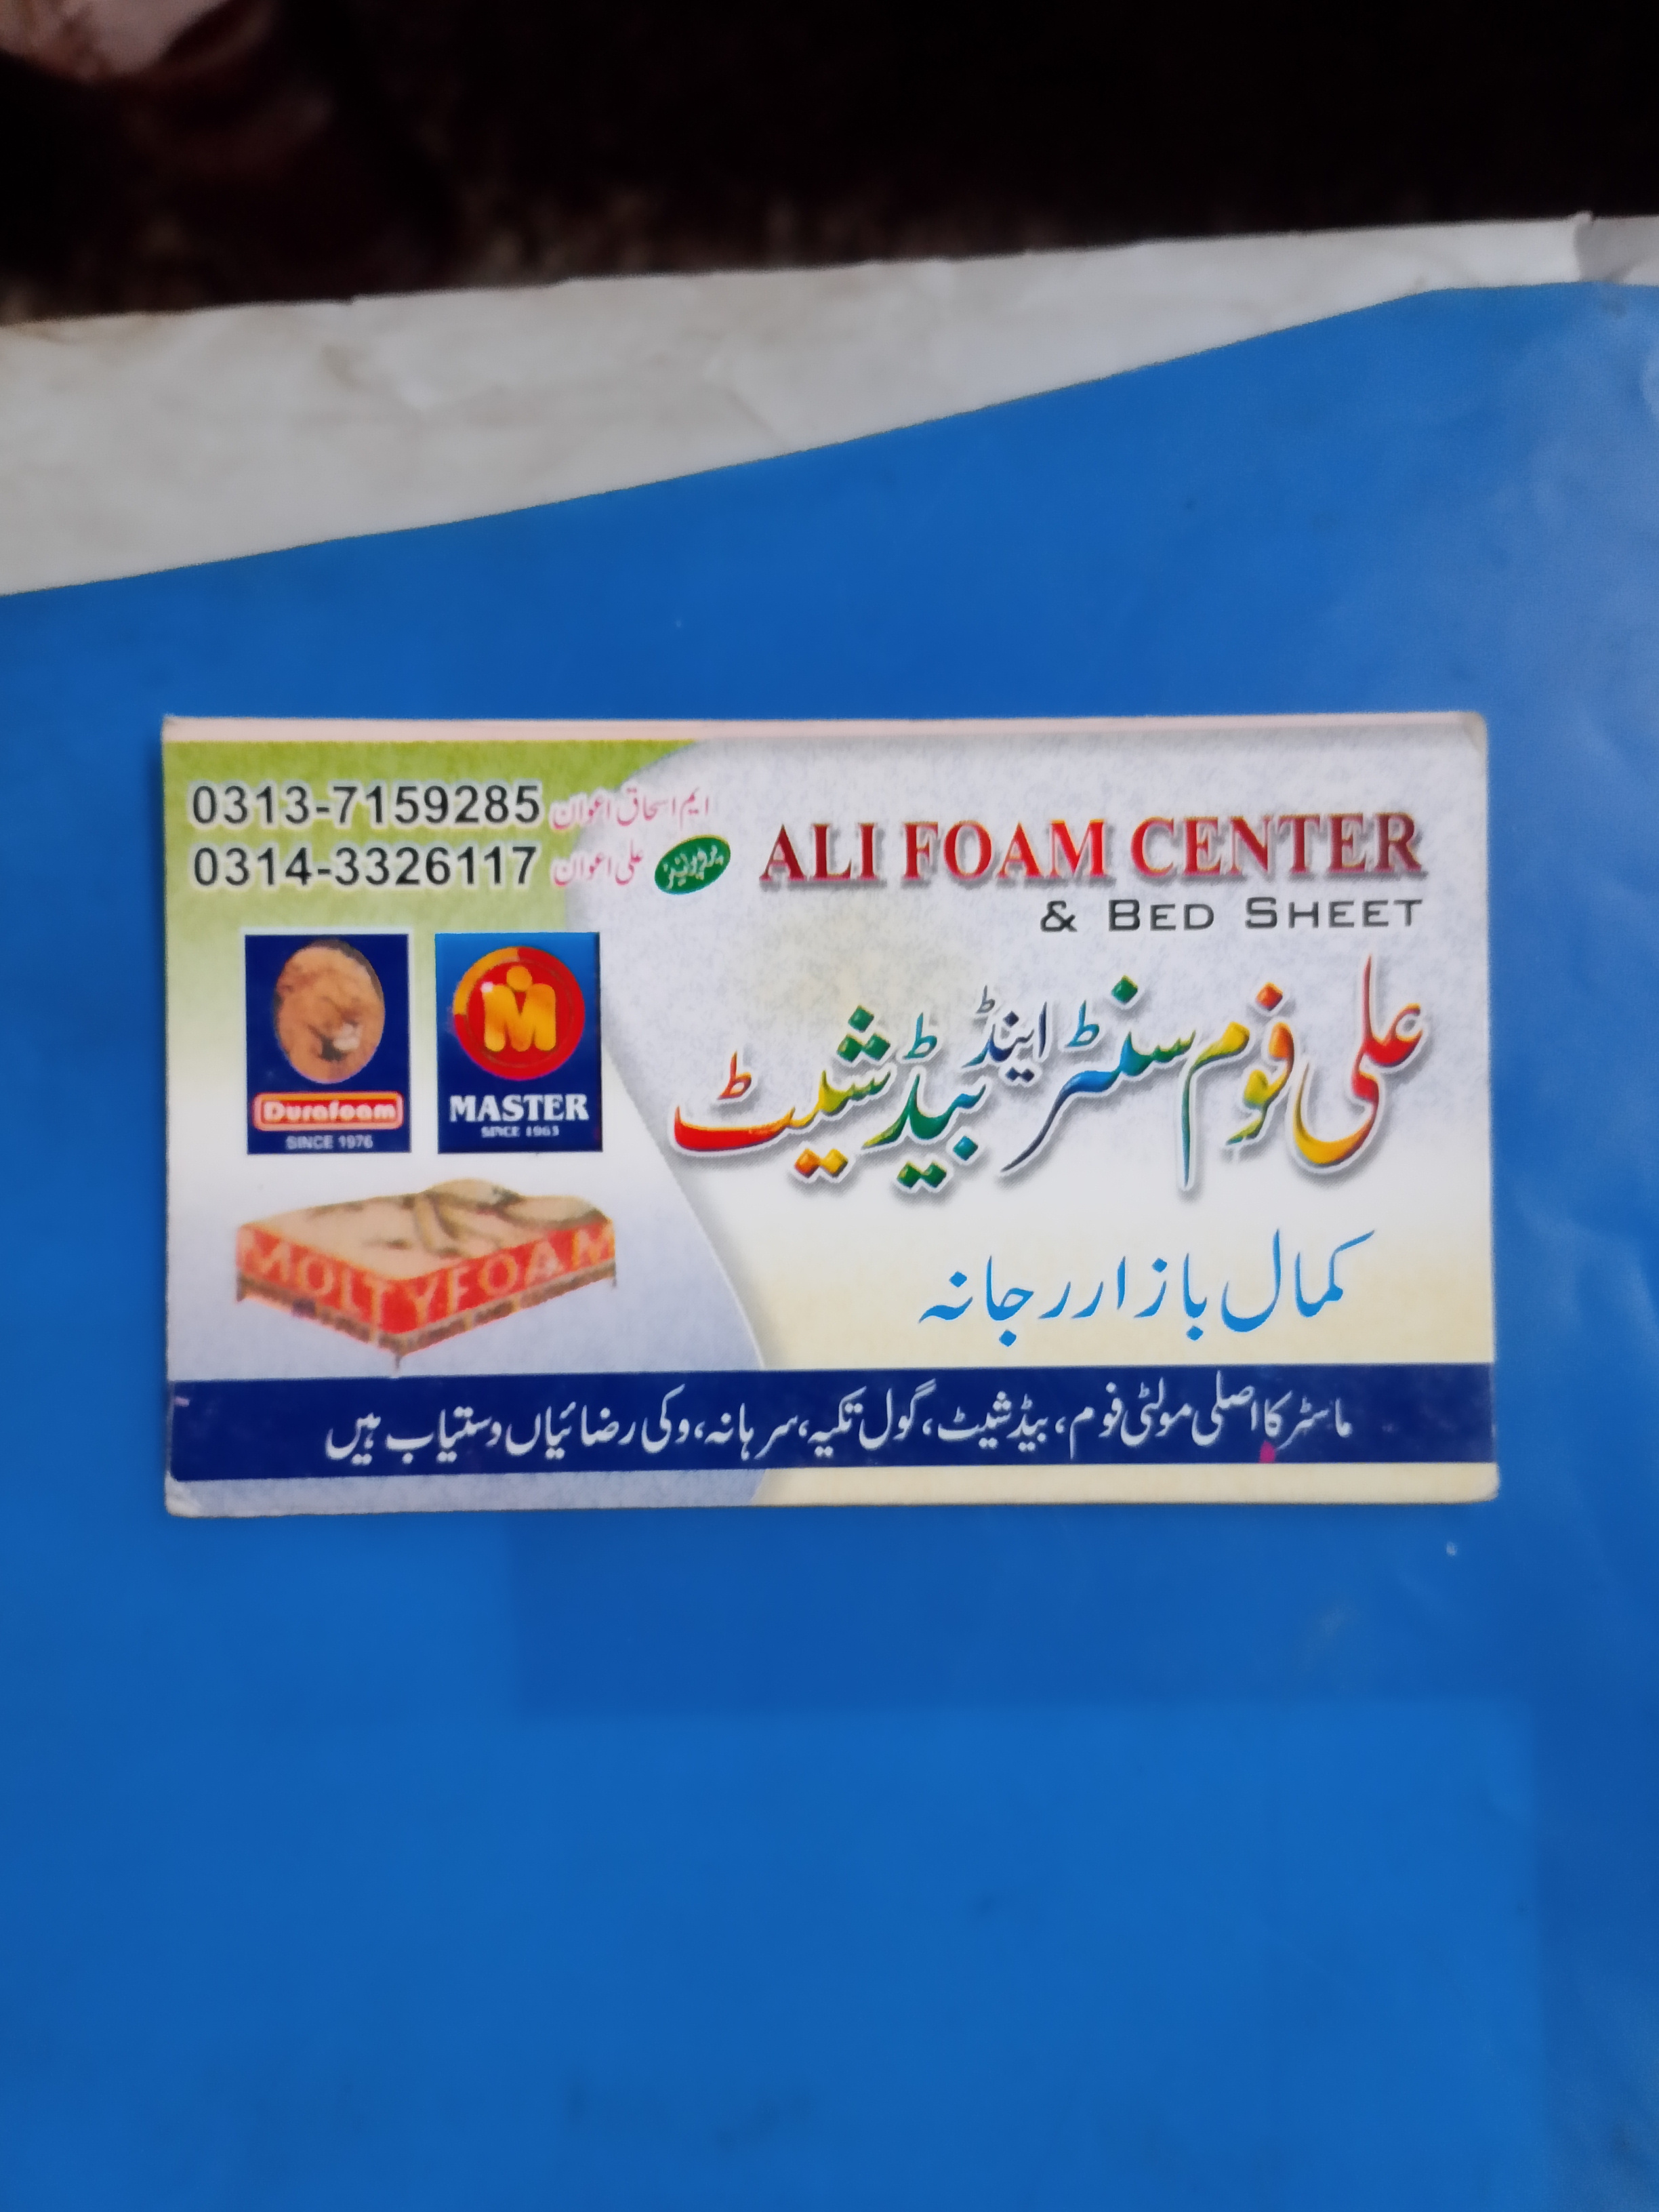 0313-7159285 ایم اسحاق اعوان
0314-3326117 علی اعوان
پروپرائیٹرز
ALI FOAM CENTER
& BED SHEET
علی فوم سنٹر اینڈ بیڈ شیٹ
Durafoam
SINCE 1976
MASTER
SINCE 1963
MOLTYFOAM
کمال بازار رجانہ
ماسٹر کا اصلی مولٹی فوم، بیڈ شیٹ، گول تکیہ، سرہانہ، وکی رضائیاں دستیاب ہیں